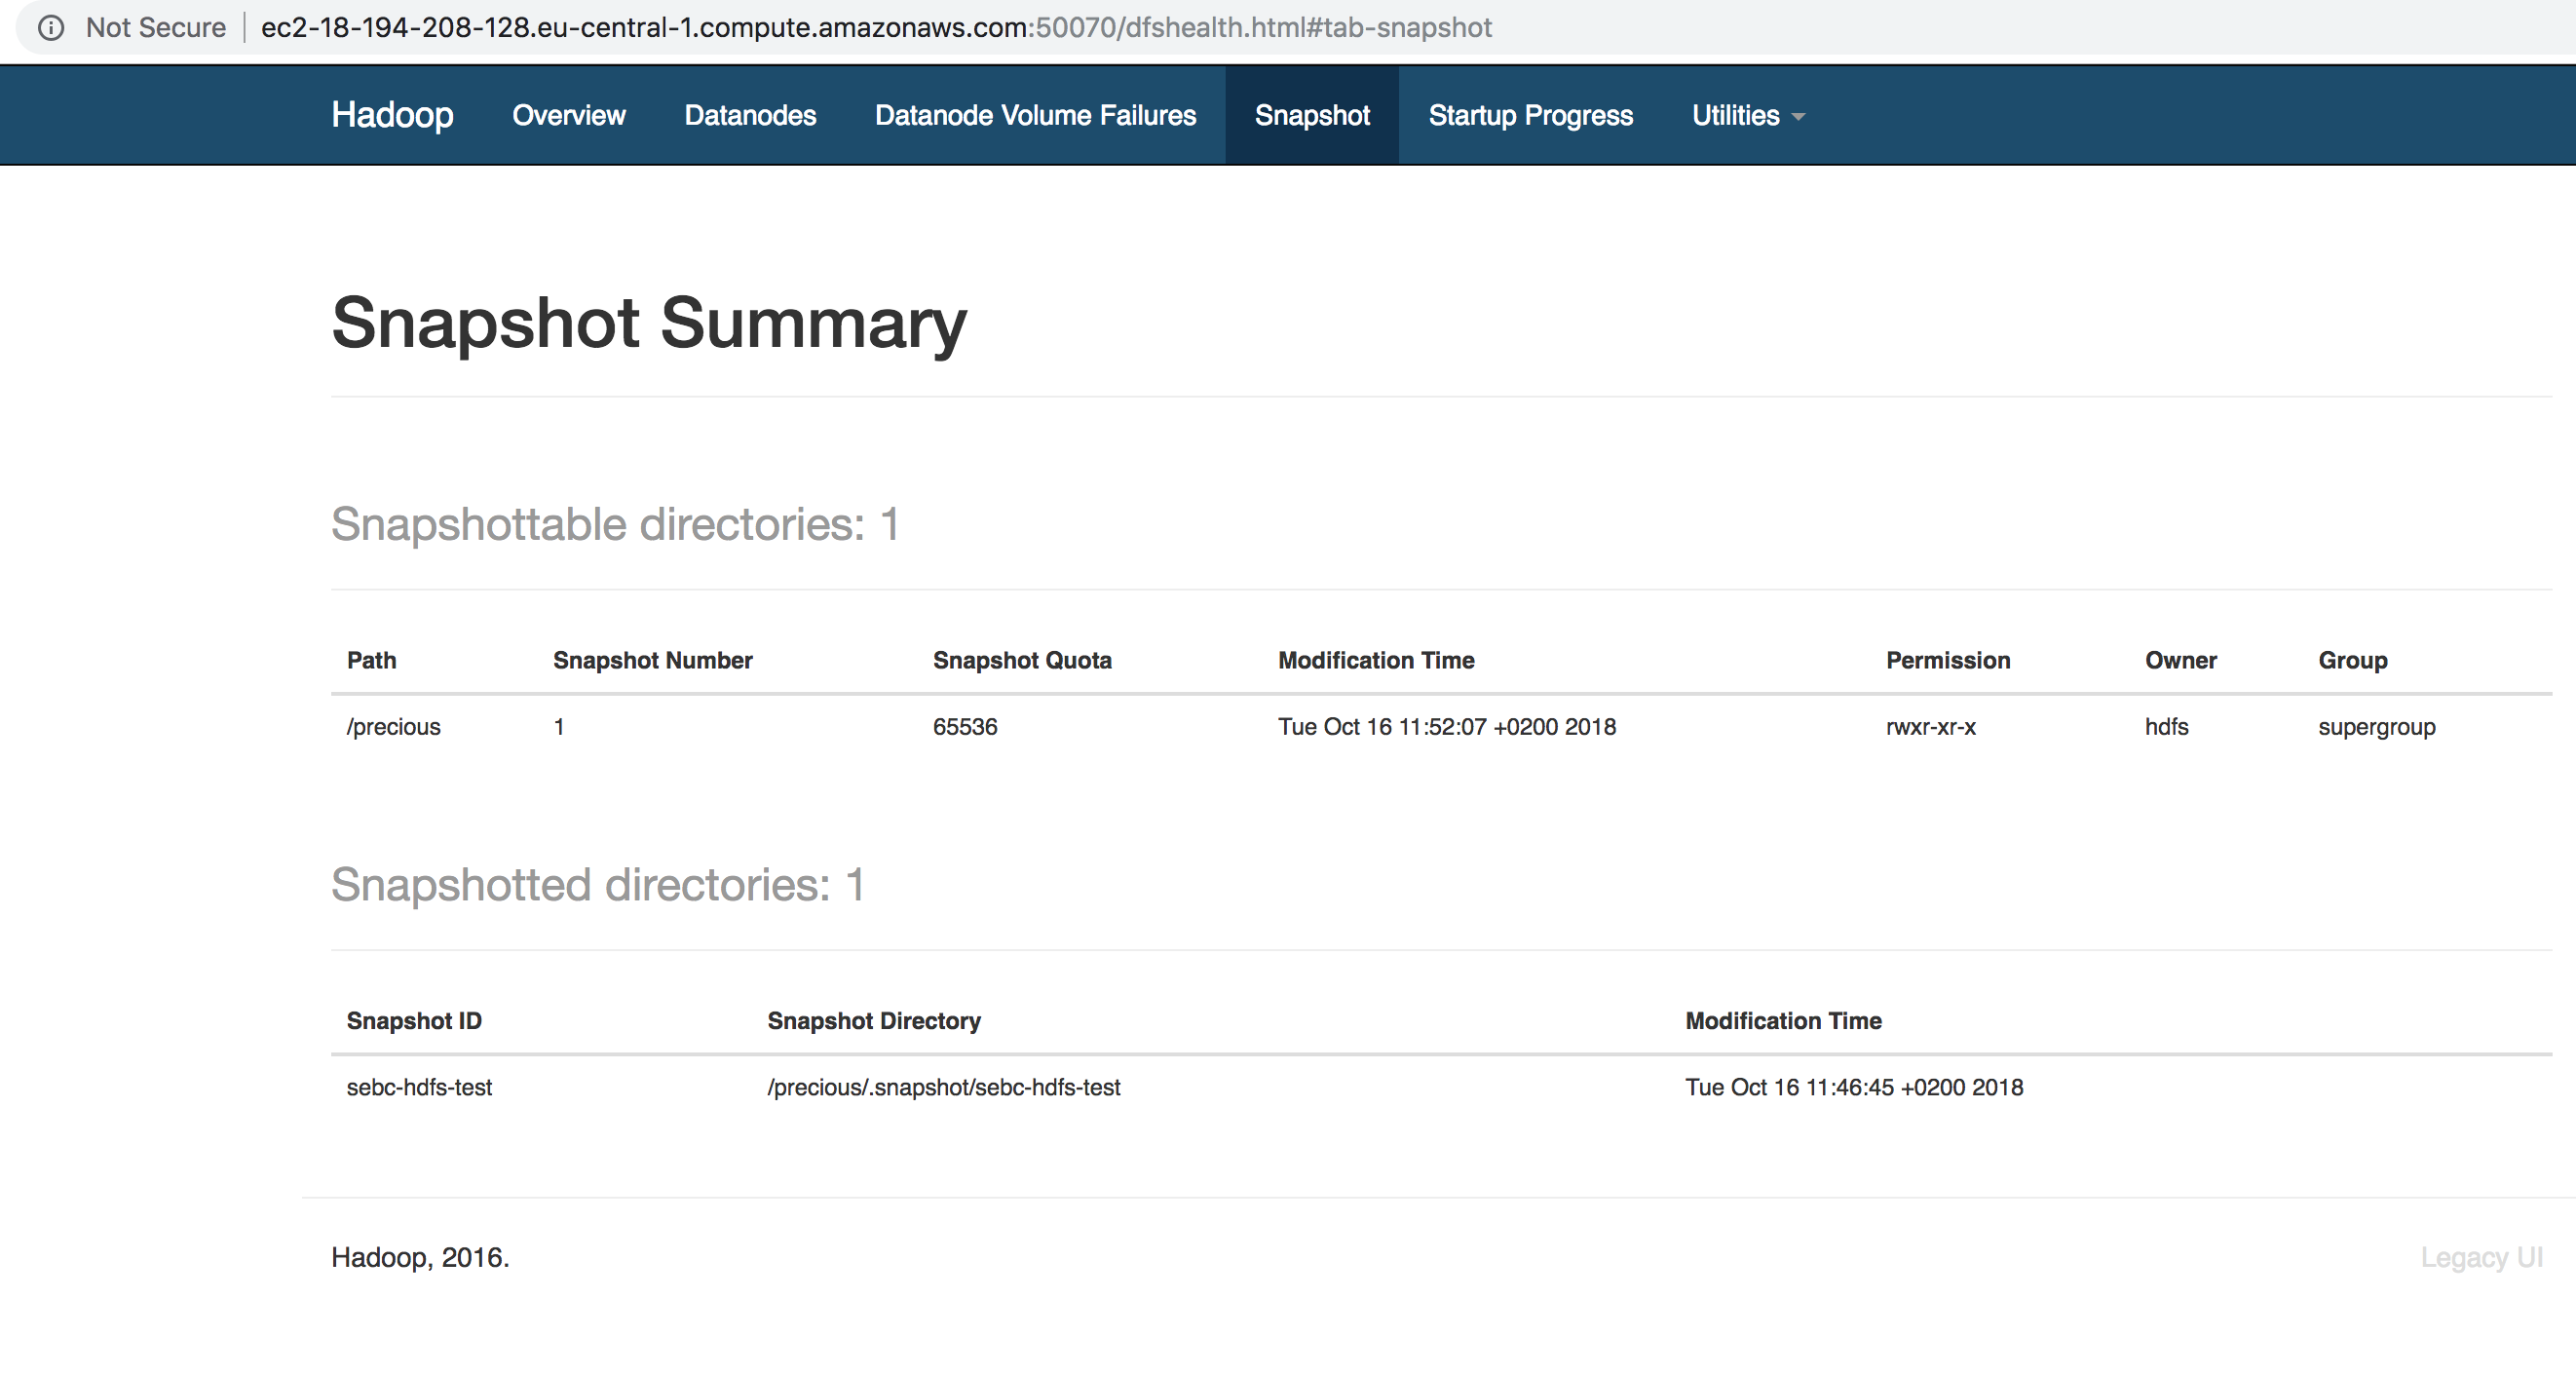 Not Secure | ec2-18-194-208-128.eu-central-1.compute.amazonaws.com:50070/dfshealth.html#tab-snapshot
Hadoop Overview Datanodes Datanode Volume Failures Snapshot Startup Progress Utilities
Snapshot Summary
Snapshottable directories: 1
Path Snapshot Number Snapshot Quota Modification Time Permission Owner Group
/precious 1 65536 Tue Oct 16 11:52:07 +0200 2018 rwxr-xr-x hdfs supergroup
Snapshotted directories: 1
Snapshot ID Snapshot Directory Modification Time
sebc-hdfs-test /precious/.snapshot/sebc-hdfs-test Tue Oct 16 11:46:45 +0200 2018
Hadoop, 2016. Legacy UI